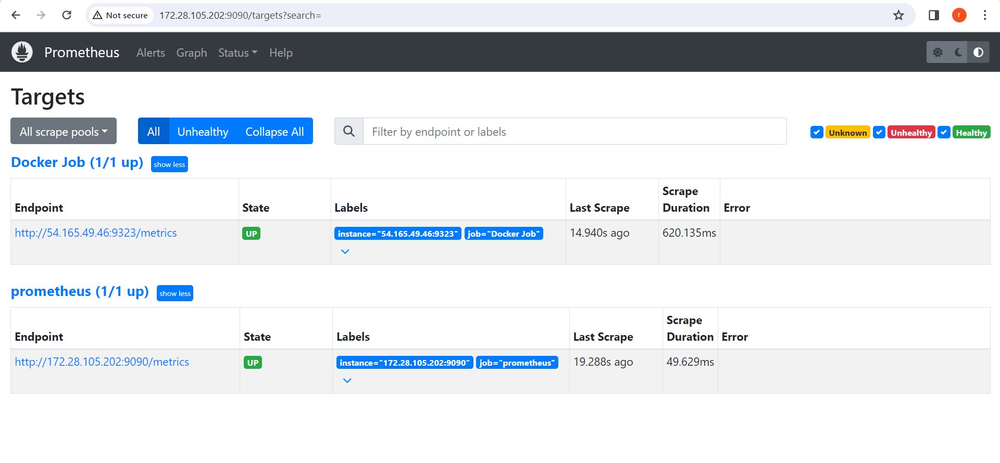 Not secure 172.28.105.202:9090/targets?search= r
Prometheus Alerts Graph Status Help
Targets
All scrape pools All Unhealthy Collapse All Filter by endpoint or labels Unknown Unhealthy Healthy
Docker Job (1/1 up) show less
Endpoint State Labels Last Scrape Scrape Duration Error
http://54.165.49.46:9323/metrics UP instance="54.165.49.46:9323" job="Docker Job" 14.940s ago 620.135ms
prometheus (1/1 up) show less
Endpoint State Labels Last Scrape Scrape Duration Error
http://172.28.105.202:9090/metrics UP instance="172.28.105.202:9090" job="prometheus" 19.288s ago 49.629ms